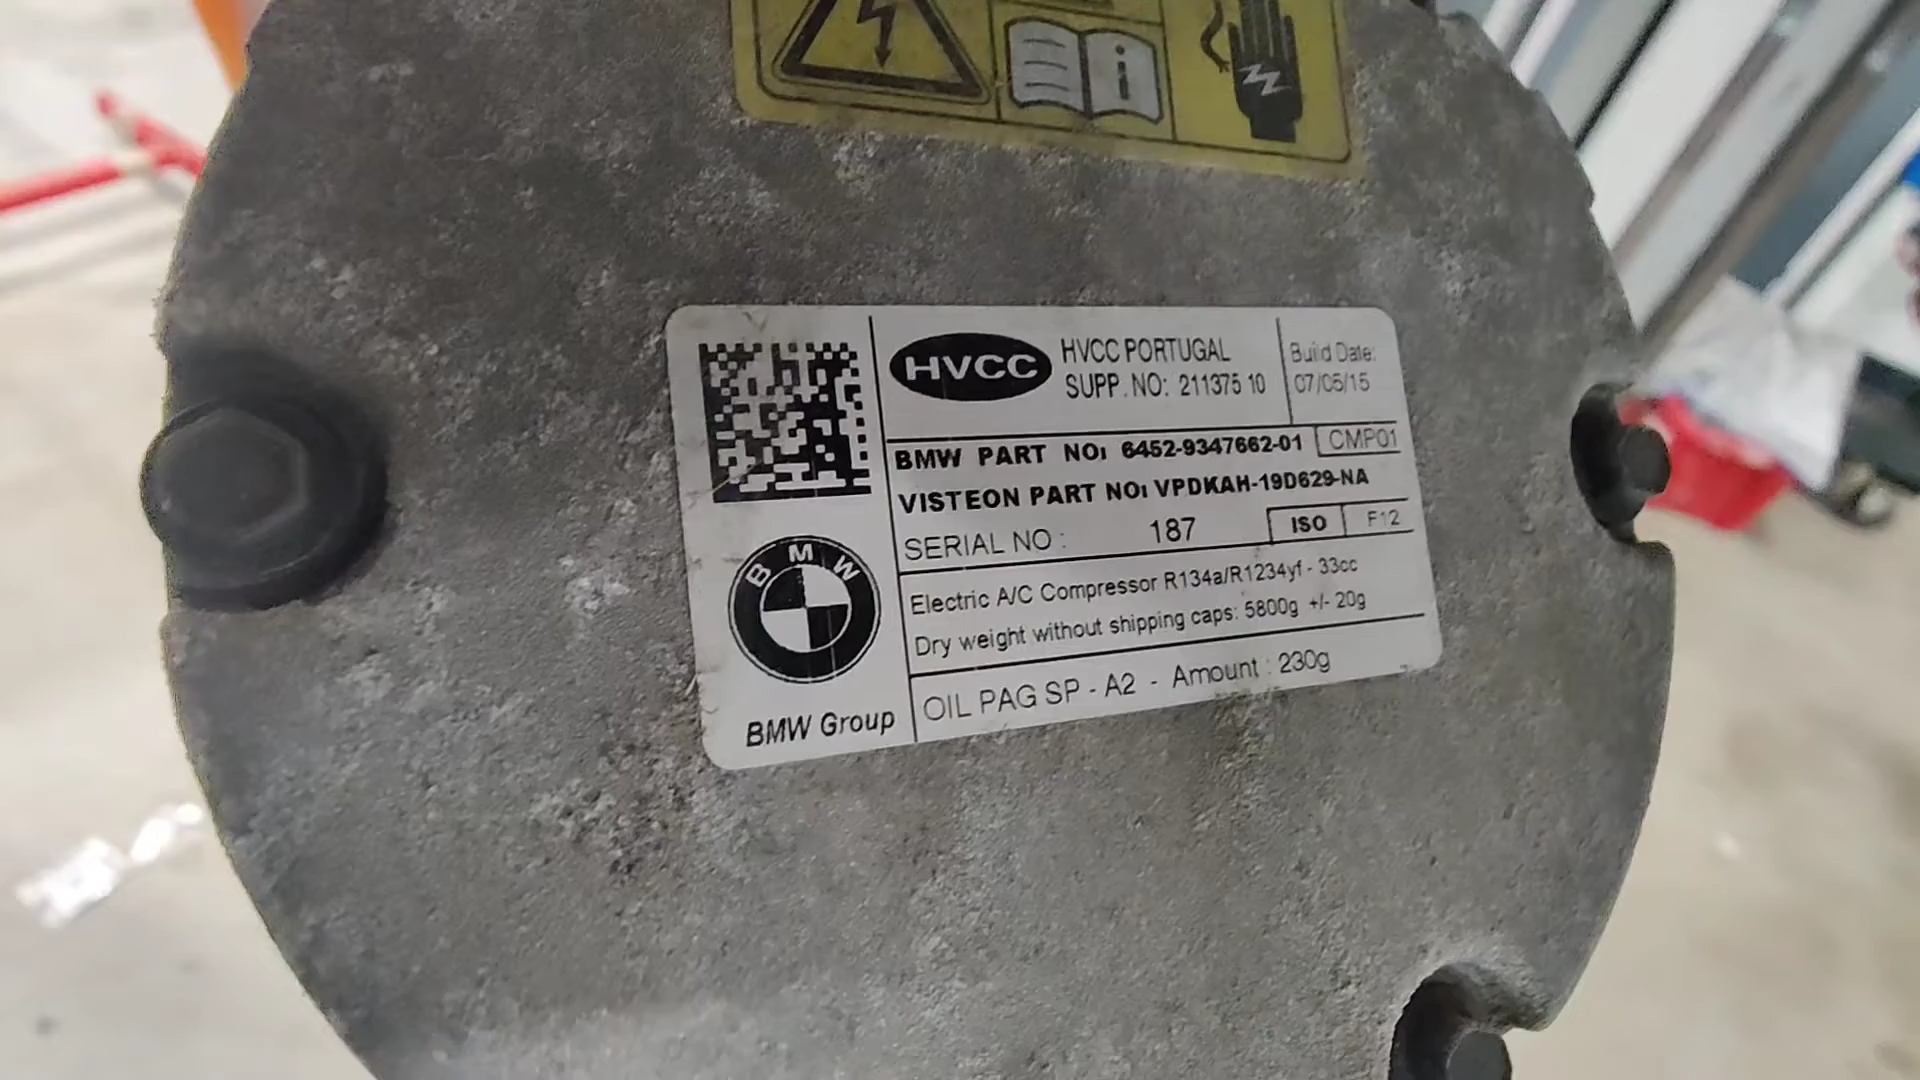 HVCC
HVCC PORTUGAL
SUPP. NO: 211375 10
Build Date:
07/05/15
BMW PART NO: 6452-9347662-01
CMP01
VISTEON PART NO: VPDKAH-19D629-NA
SERIAL NO: 187
ISO
F12
Electric A/C Compressor R134a/R1234yf - 33cc
Dry weight without shipping caps: 5800g +/- 20g
OIL PAG SP - A2 - Amount : 230g
BMW
BMW Group